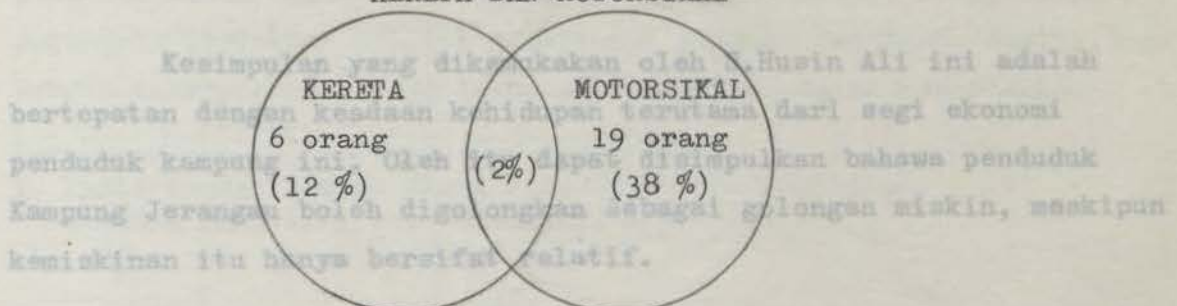 KERETA MOTORSIKAL
6 orang 19 orang
(12 %) (2%) (38 %)
Kesimpulan yang dikemukakan oleh S.Husin Ali ini adalah
bertepatan dengan keadaan kehidupan terutama dari segi ekonomi
penduduk kampung ini. Oleh itu dapat disimpulkan bahawa penduduk
Kampung Jerangau boleh digolongkan sebagai golongan miskin, meskipun
kemiskinan itu hanya bersifat relatif.